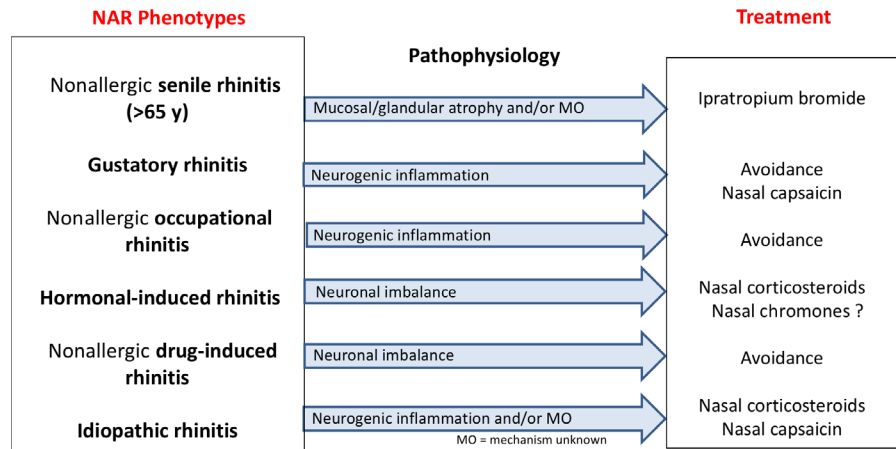 NAR Phenotypes
Treatment
Pathophysiology
Nonallergic senile rhinitis
(>65 y)
Mucosal/glandular atrophy and/or MO
Ipratropium bromide
Gustatory rhinitis
Neurogenic inflammation
Avoidance
Nasal capsaicin
Nonallergic occupational
rhinitis
Neurogenic inflammation
Avoidance
Hormonal-induced rhinitis
Neuronal imbalance
Nasal corticosteroids
Nasal chromones ?
Nonallergic drug-induced
rhinitis
Neuronal imbalance
Avoidance
Idiopathic rhinitis
Neurogenic inflammation and/or MO
Nasal corticosteroids
Nasal capsaicin
MO = mechanism unknown